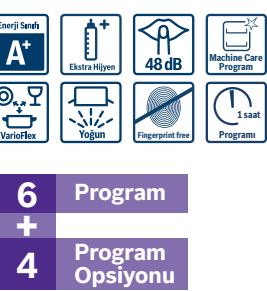 Enerji Sınıfı
A+
Ekstra Hijyen
48 dB
Machine Care
Program
VarioFlex
Yoğun
Fingerprint free
1 saat
Programı
6 Program
+
4 Program
Opsiyonu